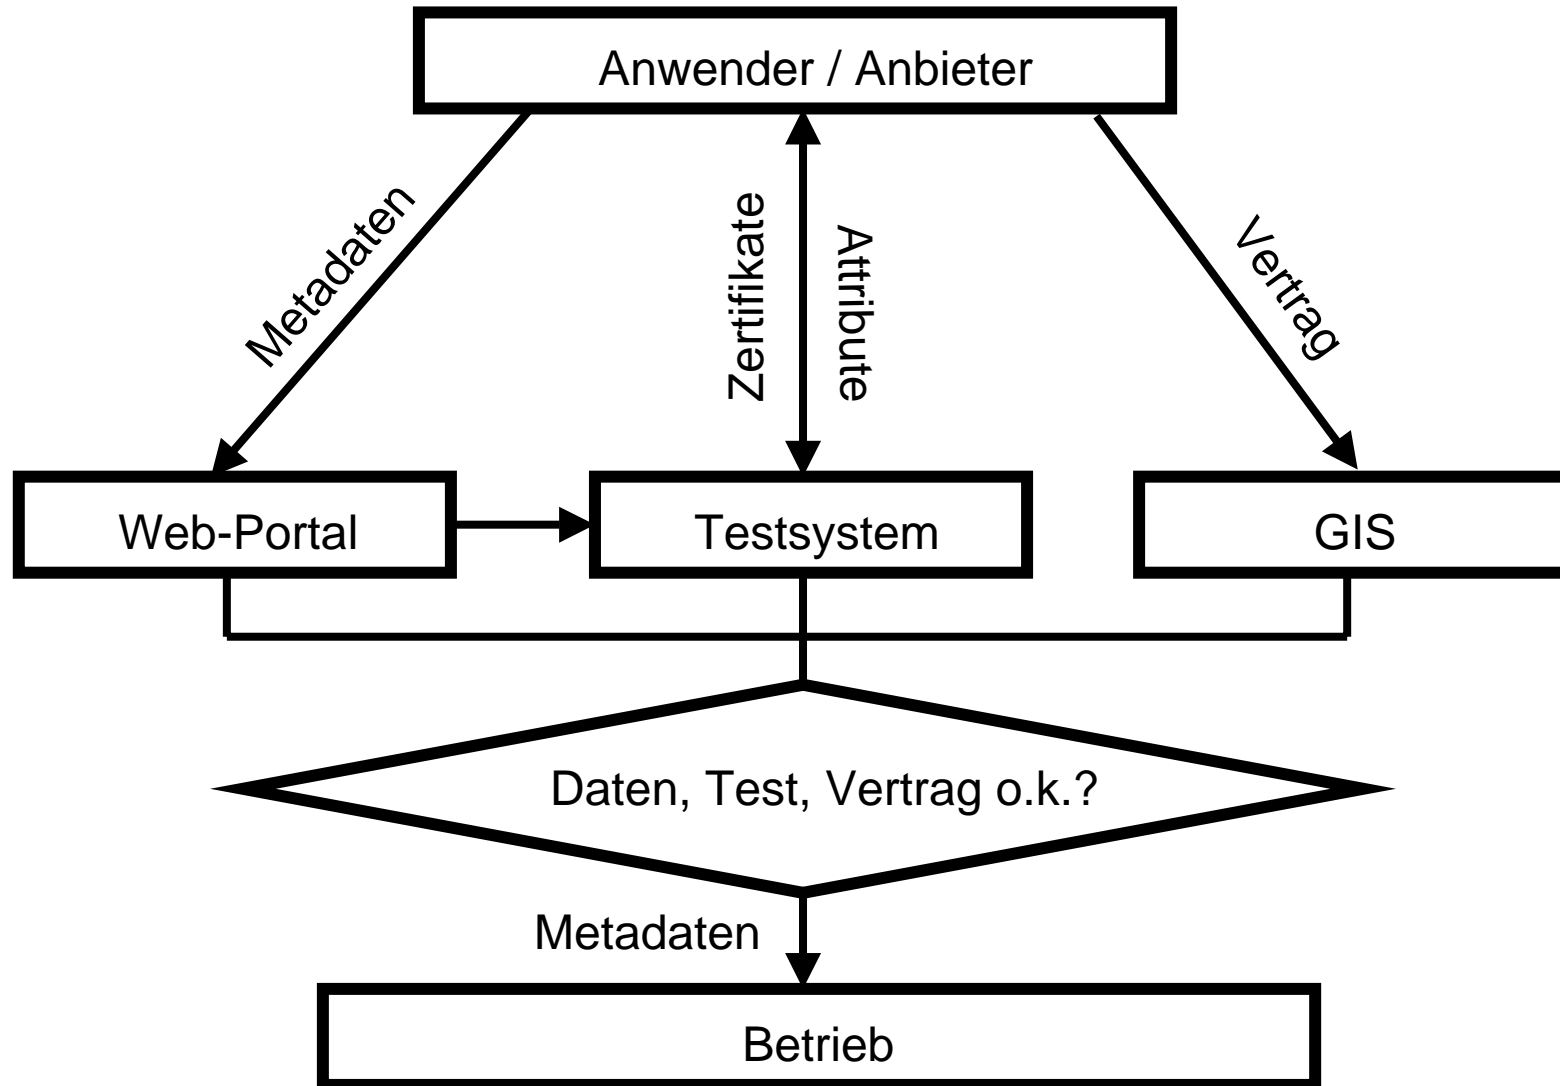 Anwender / Anbieter
Metadaten
Zertifikate
Attribute
Vertrag
Web-Portal
Testsystem
GIS
Daten, Test, Vertrag o.k.?
Metadaten
Betrieb